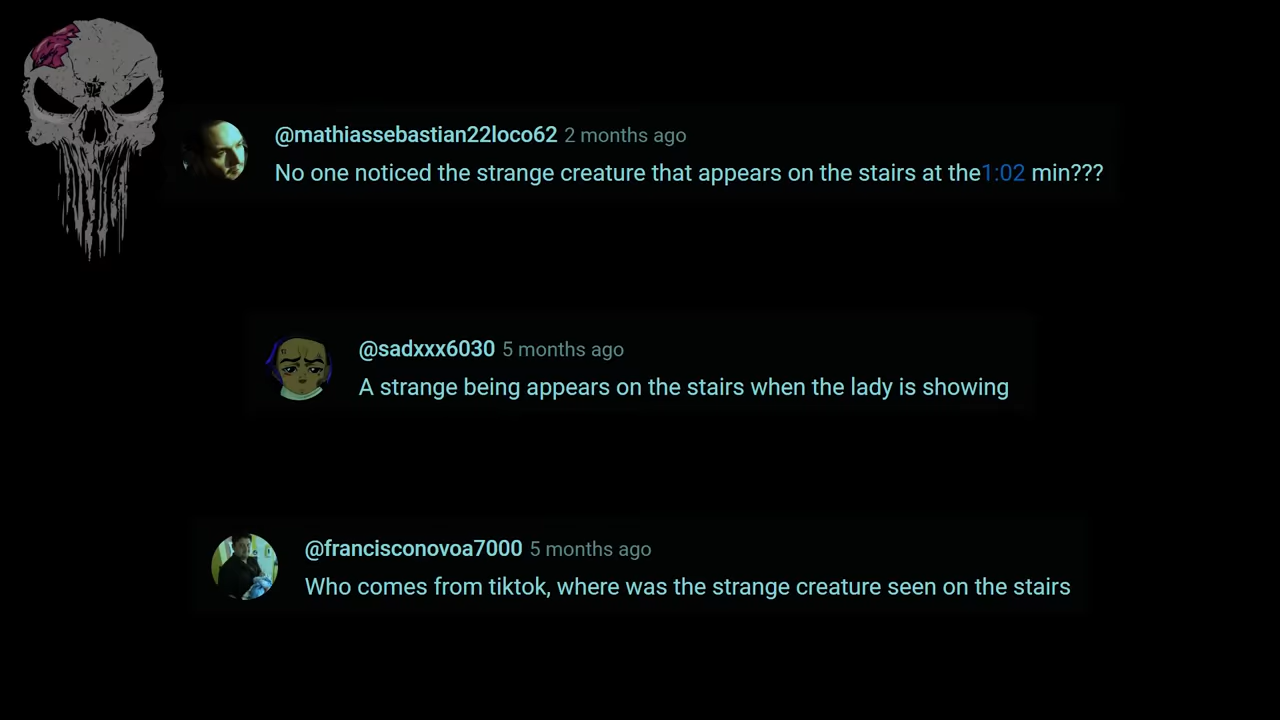 @mathiassebastian22loco62 2 months ago
No one noticed the strange creature that appears on the stairs at the1:02 min???
@sadxxx6030 5 months ago
A strange being appears on the stairs when the lady is showing
@francisconovoa7000 5 months ago
Who comes from tiktok, where was the strange creature seen on the stairs